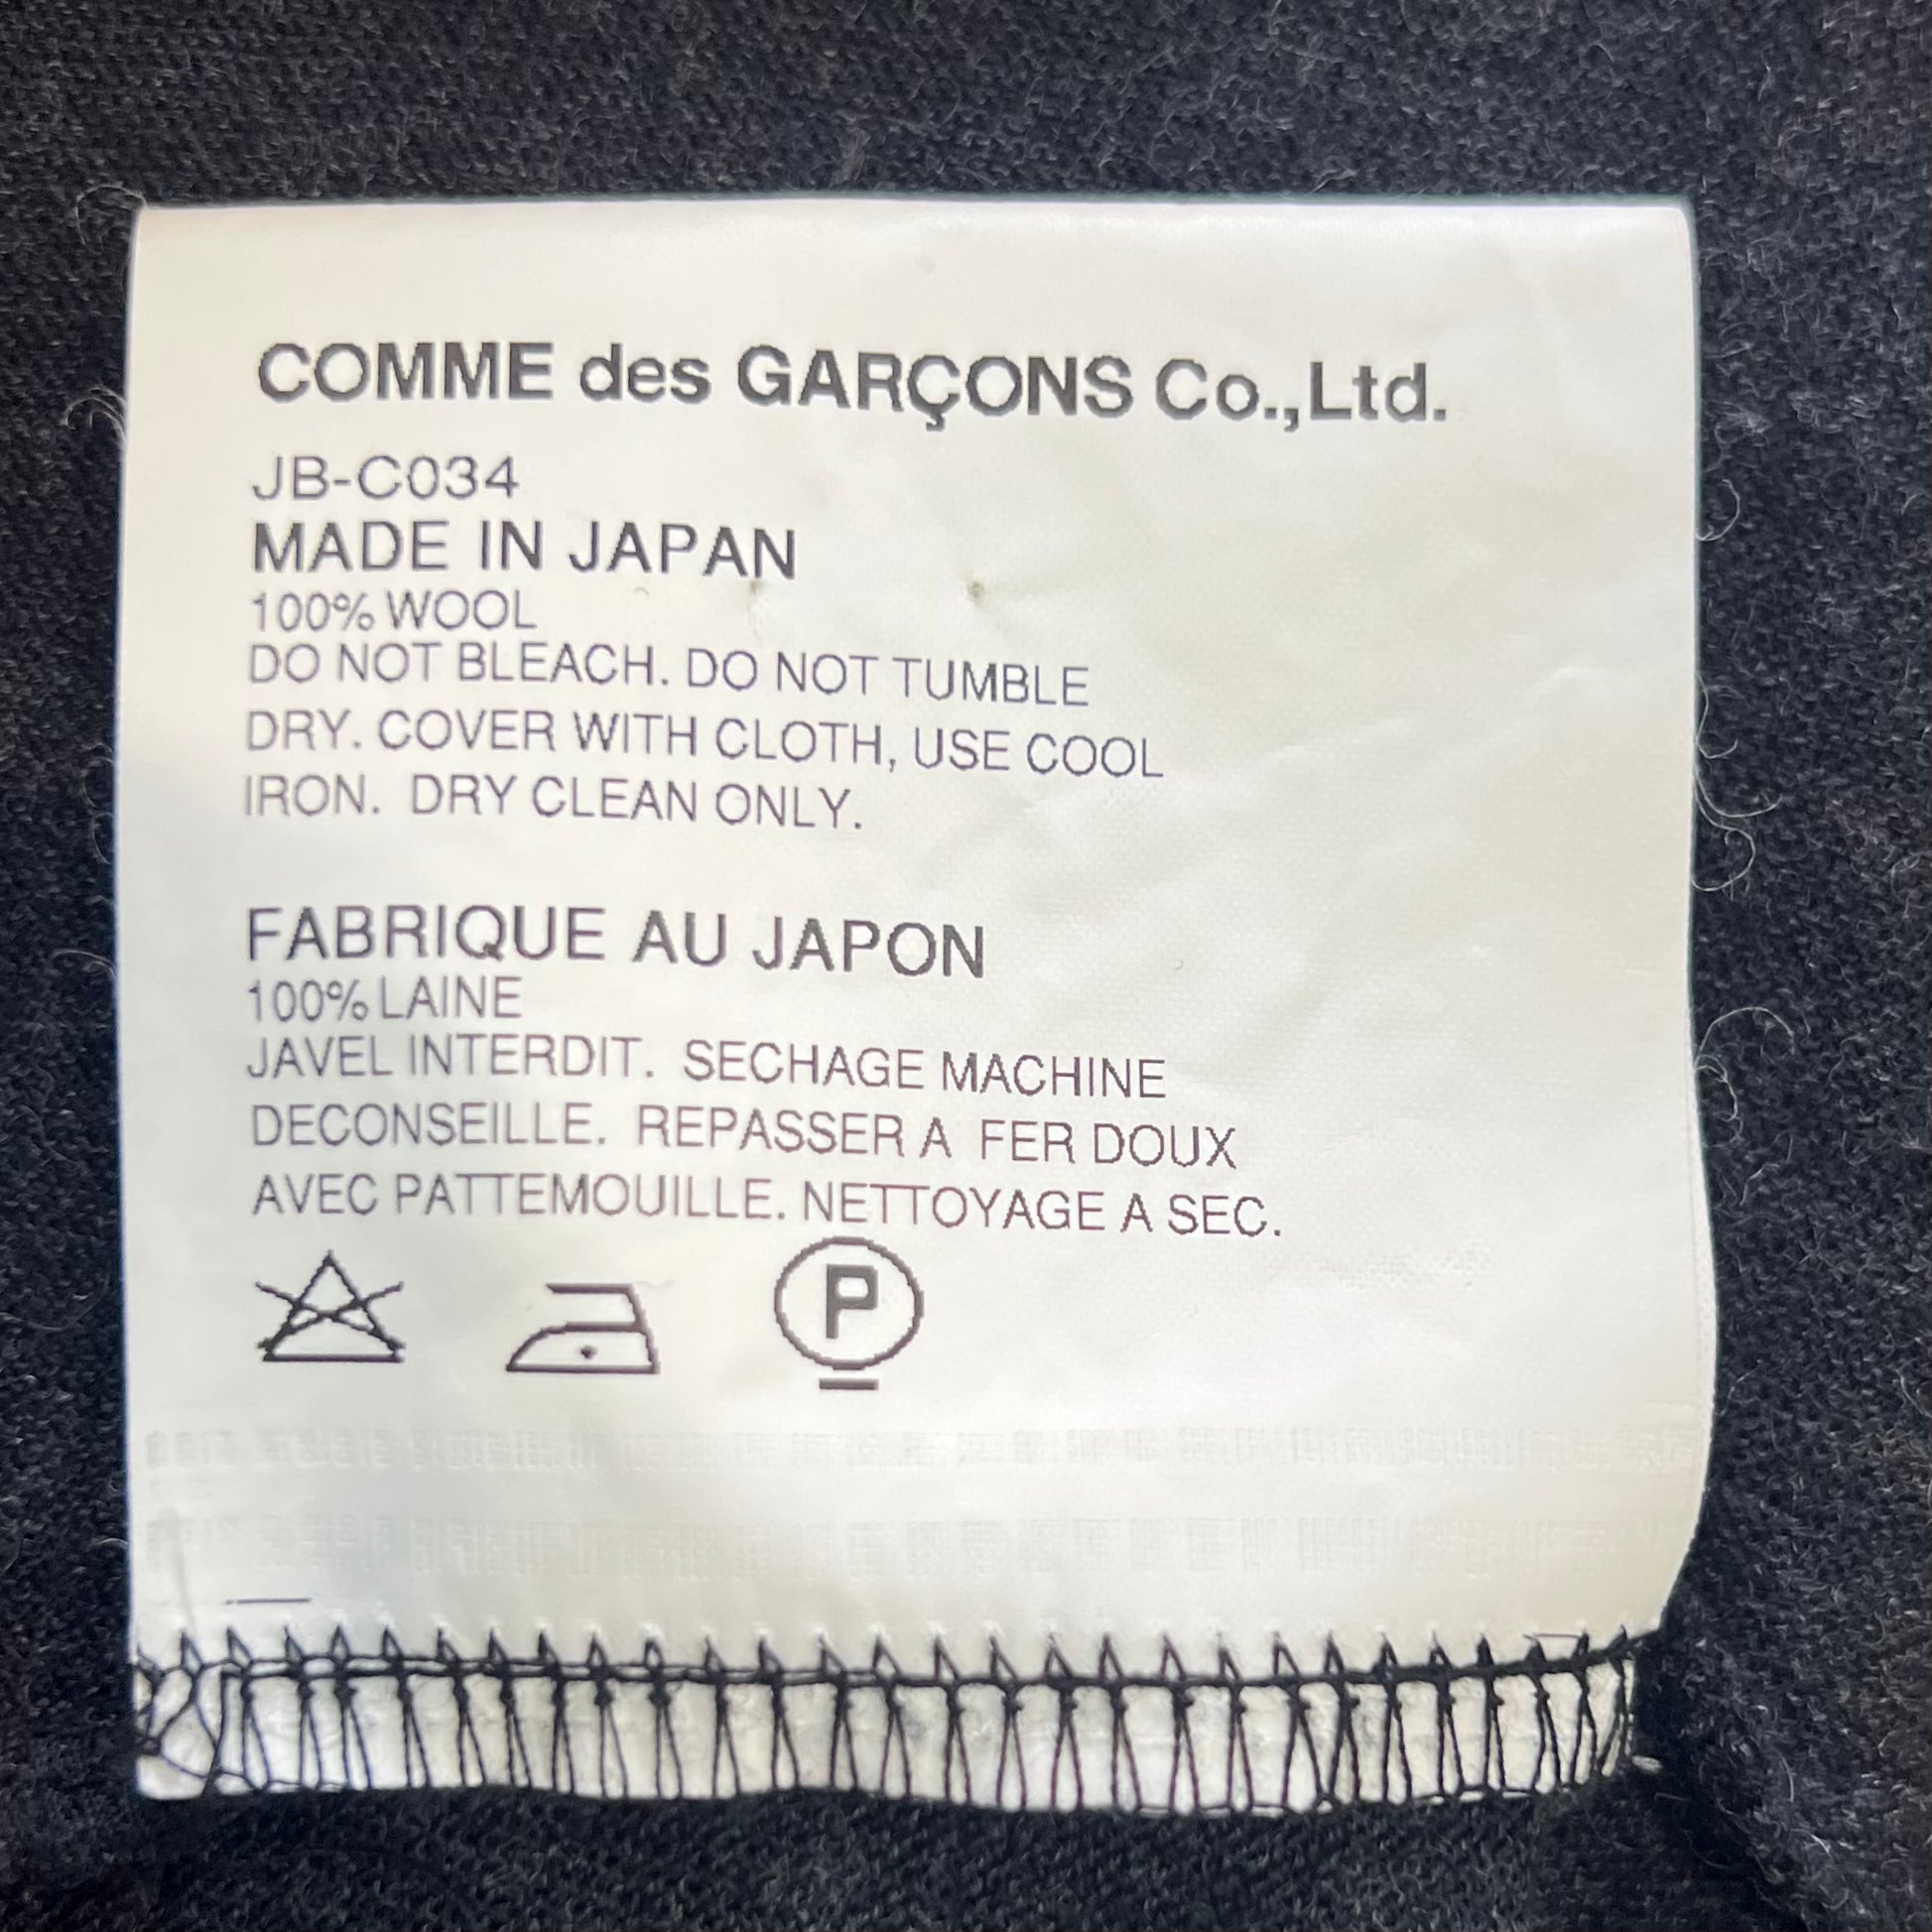 COMME des GARÇONS Co.,Ltd.
JB-C034
MADE IN JAPAN
100% WOOL
DO NOT BLEACH. DO NOT TUMBLE
DRY. COVER WITH CLOTH, USE COOL
IRON. DRY CLEAN ONLY.
FABRIQUE AU JAPON
100% LAINE
JAVEL INTERDIT. SECHAGE MACHINE
DECONSEILLE. REPASSER A FER DOUX
AVEC PATTEMOUILLE. NETTOYAGE A SEC.
P